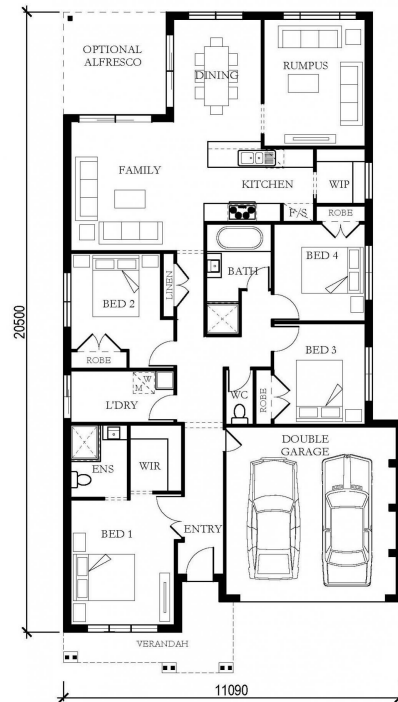 OPTIONAL
ALFRESCO
DINING
RUMPUS
FAMILY
KITCHEN
WIP
P/S
ROBE
BED 2
LINEN
BATH
BED 4
ROBE
BED 3
L'DRY
W
M
WC
ROBE
ENS
WIR
DOUBLE
GARAGE
BED 1
ENTRY
VERANDAH
20500
11090